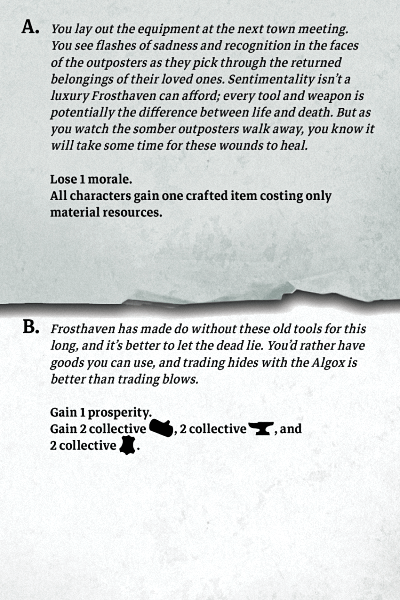 A. You lay out the equipment at the next town meeting.
You see flashes of sadness and recognition in the faces
of the outposters as they pick through the returned
belongings of their loved ones. Sentimentality isn't a
luxury Frosthaven can afford; every tool and weapon is
potentially the difference between life and death. But as
you watch the somber outposters walk away, you know it
will take some time for these wounds to heal.
Lose 1 morale.
All characters gain one crafted item costing only
material resources.
B. Frosthaven has made do without these old tools for this
long, and it's better to let the dead lie. You'd rather have
goods you can use, and trading hides with the Algox is
better than trading blows.
Gain 1 prosperity.
Gain 2 collective , 2 collective , and
2 collective .